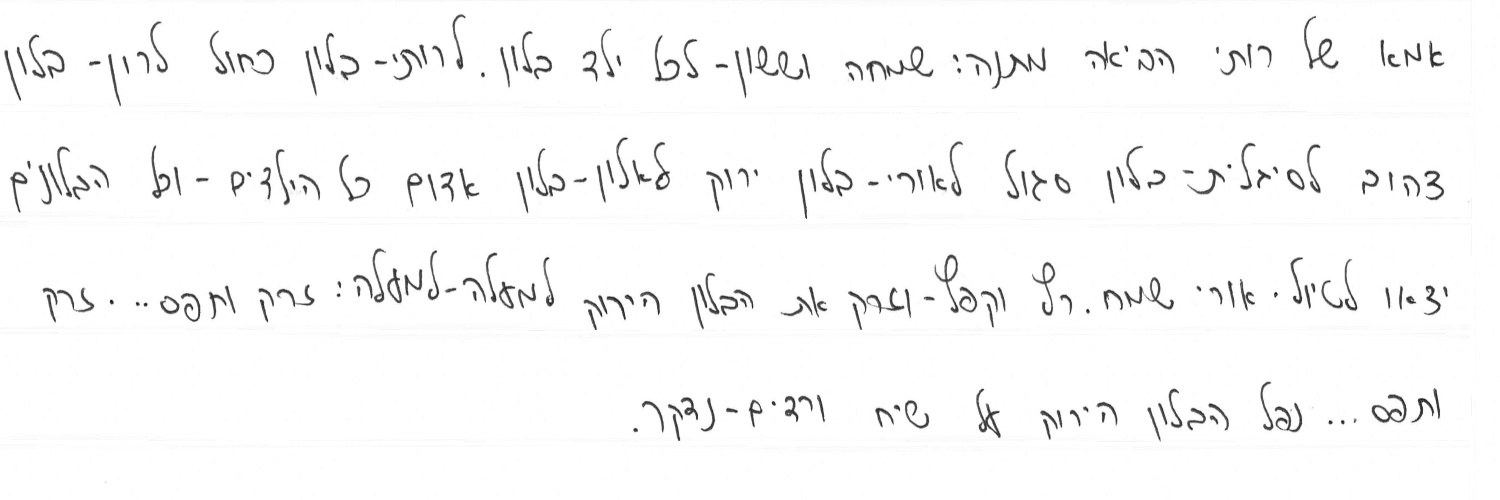 אמא של רותי הביאה מתנה: שמחה וששון - לכל ילד בלון. לרותי - בלון כחול לרון - בלון
צהוב לסיגלית - בלון סגול לאורי - בלון ירוק לאלון - בלון אדום כל הילדים - וכל הבלונים
יצאו לטיול. אורי שמח. רץ וקפץ - וזרק את הבלון הירוק למעלה - למעלה: זרק ותפס... זרק
ותפס... נפל הבלון הירוק על שיח ורדים - נדקר.